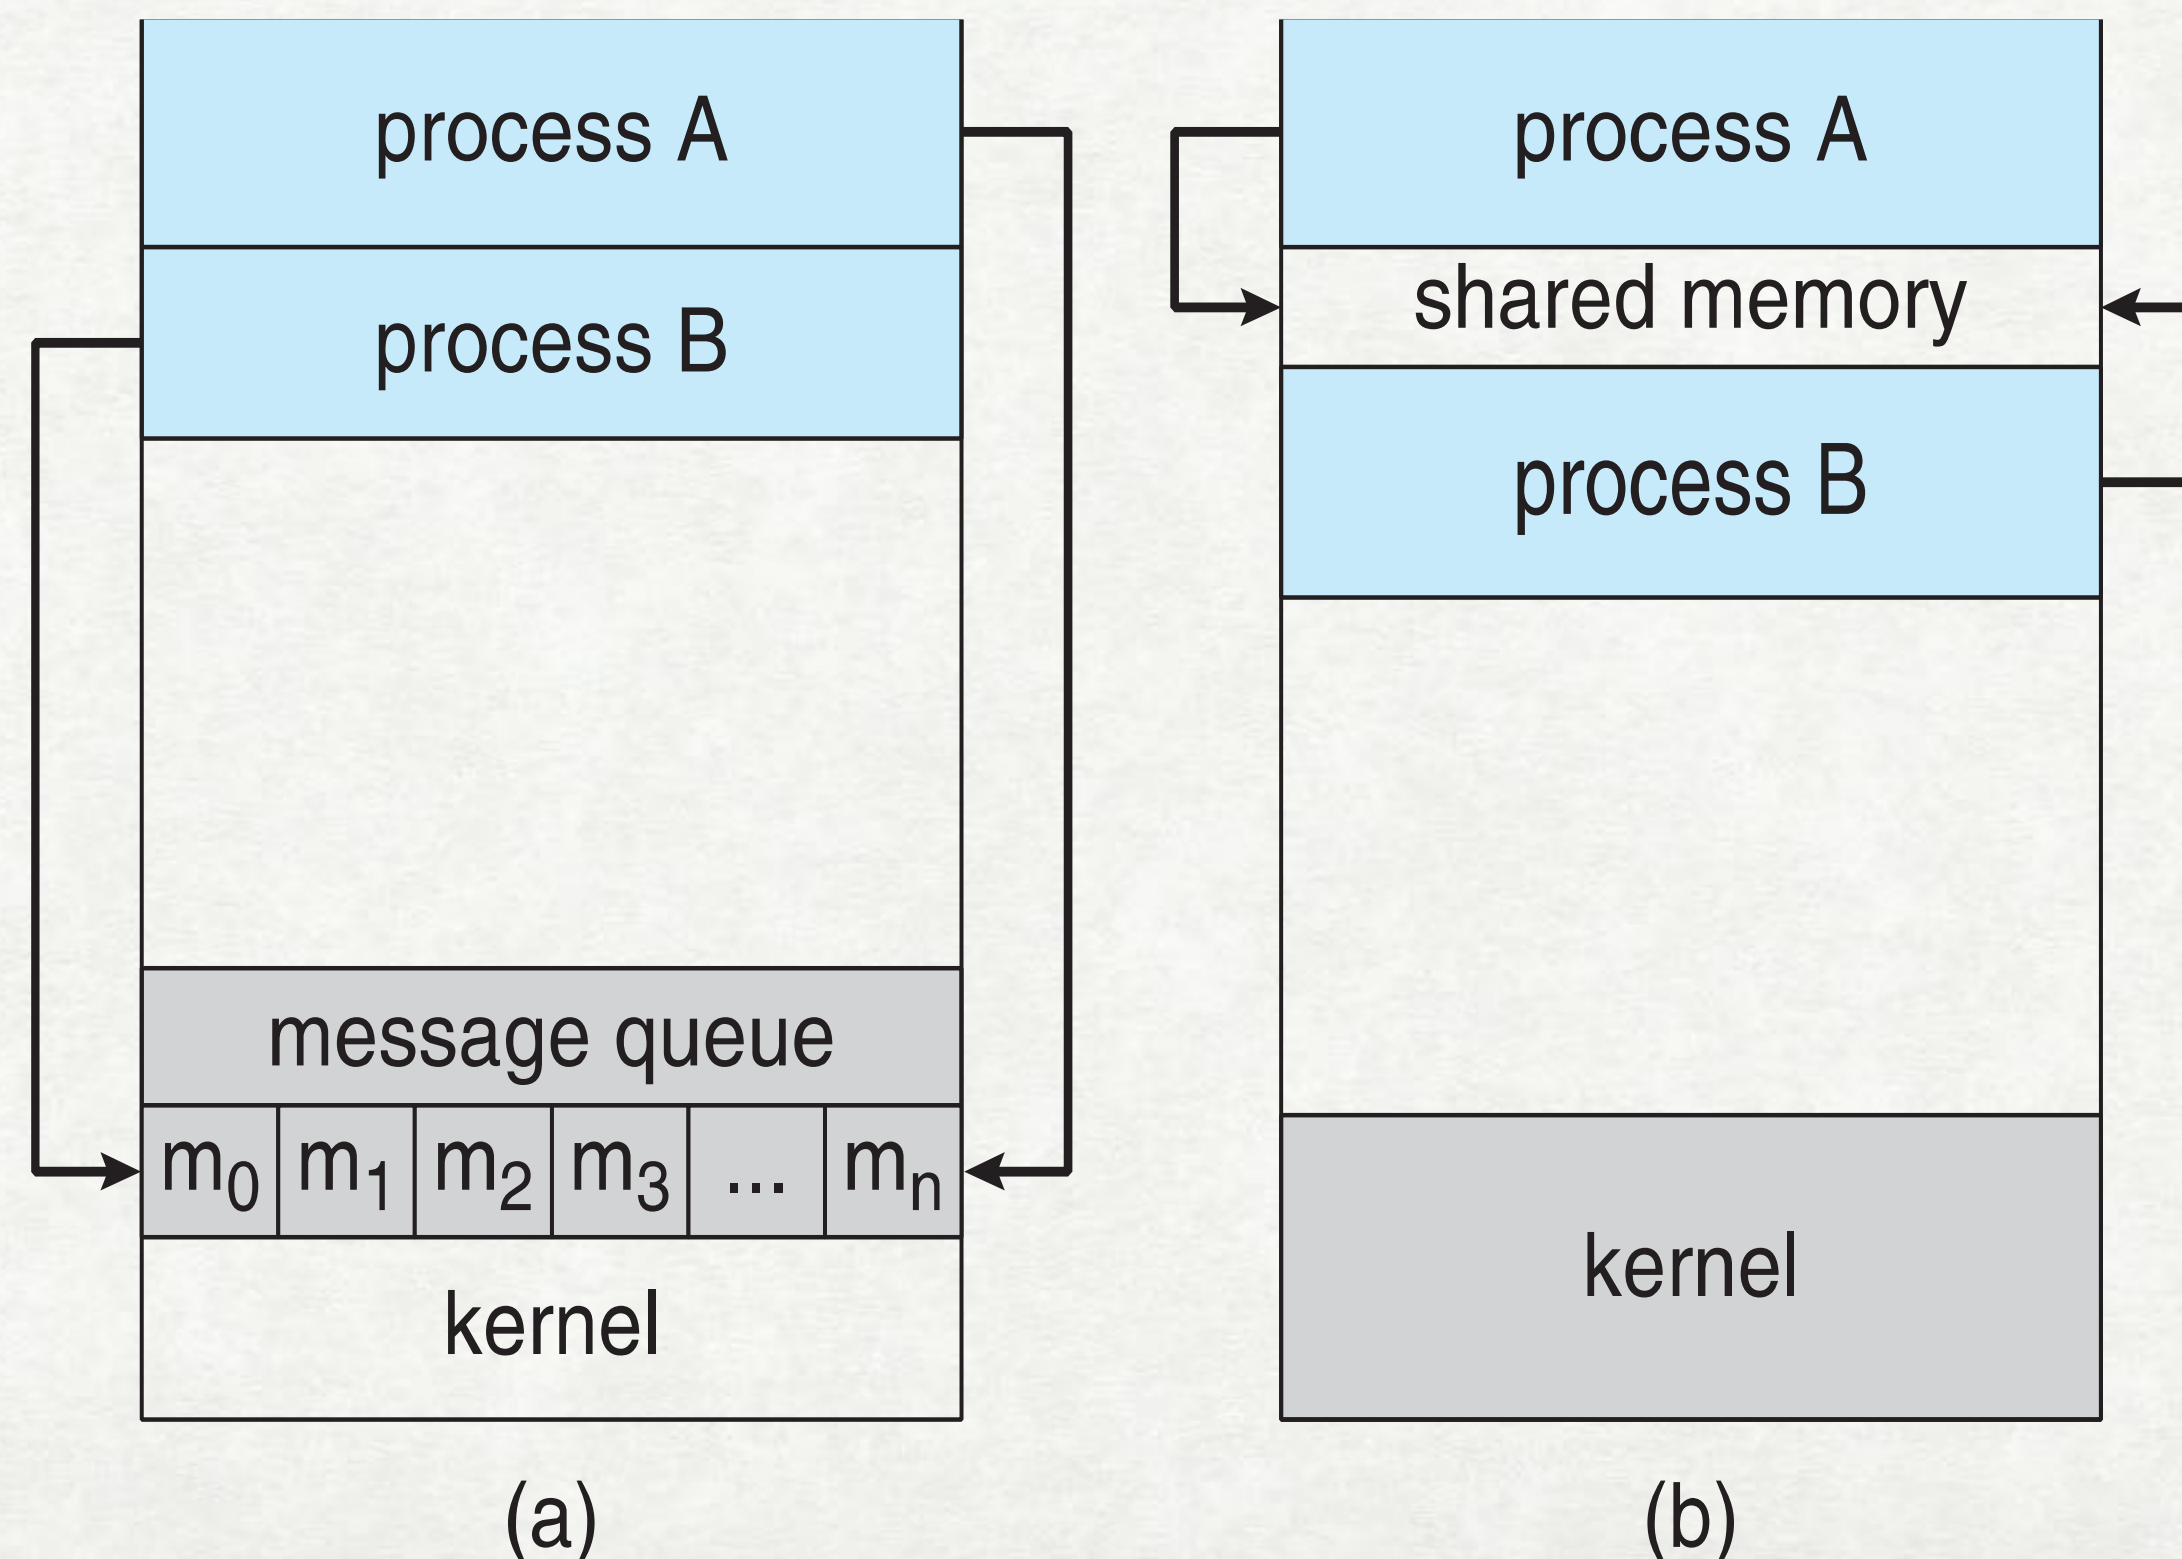 process A
process B
message queue
m0 m1 m2 m3 ... mn
kernel
(a)
process A
shared memory
process B
kernel
(b)